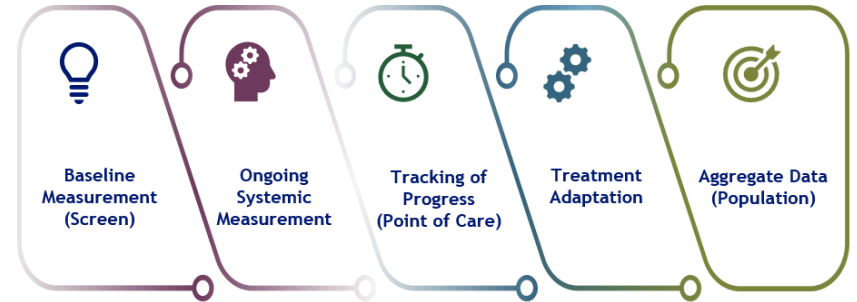 Baseline
Measurement
(Screen)
Ongoing
Systemic
Measurement
Tracking of
Progress
(Point of Care)
Treatment
Adaptation
Aggregate Data
(Population)